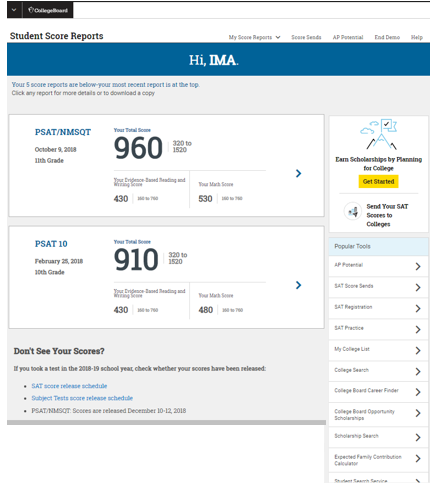 CollegeBoard
Student Score Reports
My Score Reports
Score Sends
AP Potential
End Demo
Help
Hi, IMA.
Your 5 score reports are below-your most recent report is at the top.
Click any report for more details or to download a copy
PSAT/NMSQT
October 9, 2018
11th Grade
Your Total Score
960
320 to
1520
Your Evidence-Based Reading and
Writing Score
430
160 to 760
Your Math Score
530
160 to 760
PSAT 10
February 25, 2018
10th Grade
Your Total Score
910
320 to
1520
Your Evidence-Based Reading and
Writing Score
430
160 to 760
Your Math Score
480
160 to 760
Don't See Your Scores?
If you took a test in the 2018-19 school year, check whether your scores have been released:
SAT score release schedule
Subject Tests score release schedule
PSAT/NMSQT: Scores are released December 10-12, 2018
Earn Scholarships by Planning
for College
Get Started
Send Your SAT
Scores to
Colleges
Popular Tools
AP Potential
SAT Score Sends
SAT Registration
SAT Practice
My College List
College Search
College Board Career Finder
College Board Opportunity
Scholarships
Scholarship Search
Expected Family Contribution
Calculator
Student Search Service